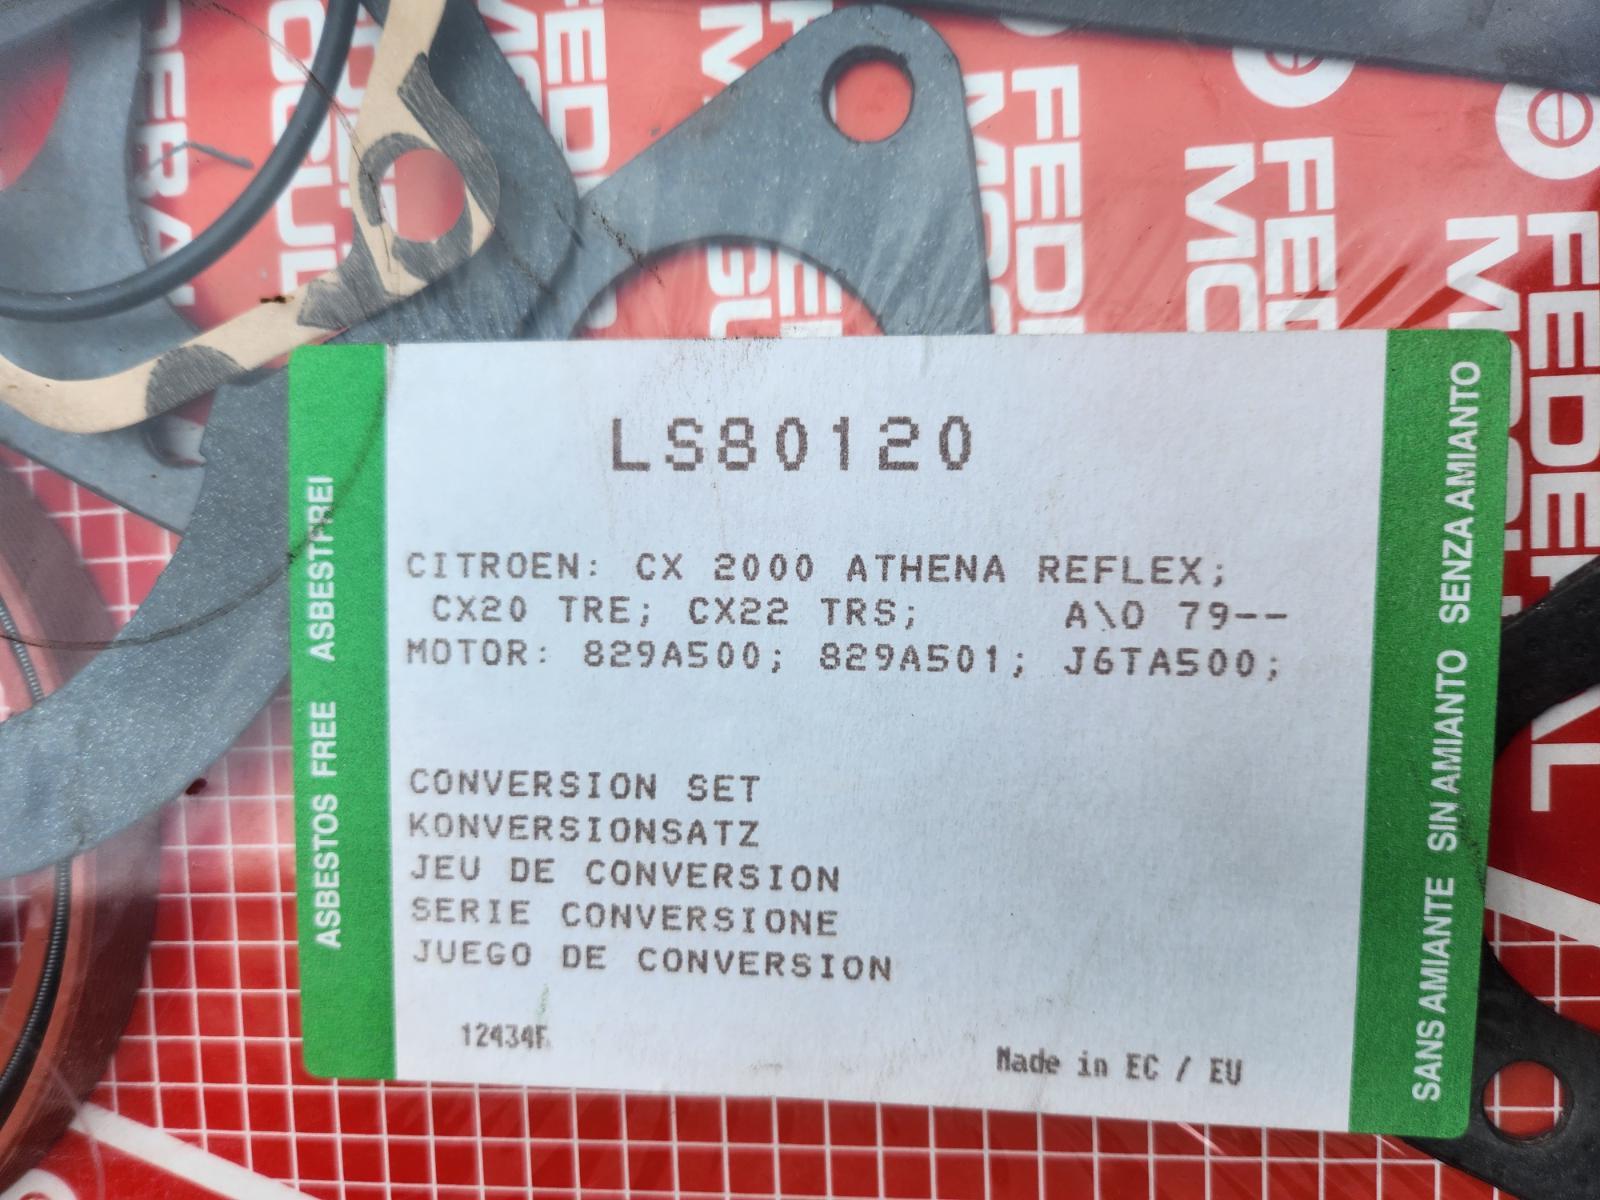 LS80120
CITROEN: CX 2000 ATHENA REFLEX;
CX20 TRE; CX22 TRS; A\O 79--
MOTOR: 829A500; 829A501; J6TA500;
CONVERSION SET
KONVERSIONSATZ
JEU DE CONVERSION
SERIE CONVERSIONE
JUEGO DE CONVERSION
12434F
Made in EC / EU
ASBESTOS FREE ASBESTFREI
SANS AMIANTE SIN AMIANTO SENZA AMIANTO
FEDERAL